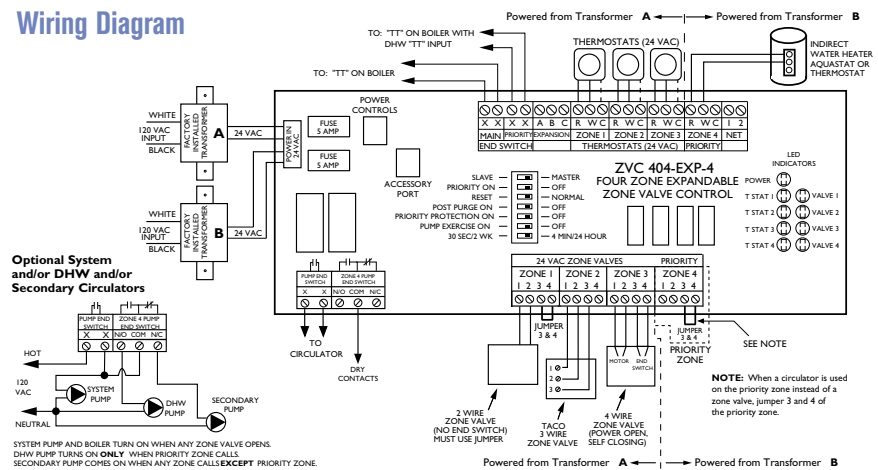 Wiring Diagram
Powered from Transformer A
Powered from Transformer B
TO: "TT" ON BOILER WITH
DHW "TT" INPUT
TO: "TT" ON BOILER
THERMOSTATS (24 VAC)
INDIRECT
WATER HEATER
AQUASTAT OR
THERMOSTAT
WHITE
120 VAC
INPUT
BLACK
FACTORY
INSTALLED
TRANSFORMER
A
24 VAC
WHITE
120 VAC
INPUT
BLACK
FACTORY
INSTALLED
TRANSFORMER
B
24 VAC
POWER IN
24 VAC
FUSE
5 AMP
FUSE
5 AMP
POWER
CONTROLS
ACCESSORY
PORT
X X X X A B C R W C R W C R W C R W C 1 2
MAIN PRIORITY EXPANSION ZONE 1 ZONE 2 ZONE 3 ZONE 4 NET
END SWITCH THERMOSTATS (24 VAC) PRIORITY
SLAVE MASTER
PRIORITY ON OFF
RESET NORMAL
POST PURGE ON OFF
PRIORITY PROTECTION ON OFF
PUMP EXERCISE ON OFF
30 SEC/2 WK 4 MIN/24 HOUR
ZVC 404-EXP-4
FOUR ZONE EXPANDABLE
ZONE VALVE CONTROL
LED
INDICATORS
POWER
T STAT 1 VALVE 1
T STAT 2 VALVE 2
T STAT 3 VALVE 3
T STAT 4 VALVE 4
PUMP END
SWITCH
ZONE 4 PUMP
END SWITCH
X X N/O COM N/C
TO
CIRCULATOR
DRY
CONTACTS
24 VAC ZONE VALVES PRIORITY
ZONE 1 ZONE 2 ZONE 3 ZONE 4
1 2 3 4 1 2 3 4 1 2 3 4 1 2 3 4
JUMPER
3 & 4
JUMPER
3 & 4
PRIORITY
ZONE
SEE NOTE
1
2
3
MOTOR
END
SWITCH
2 WIRE
ZONE VALVE
(NO END SWITCH)
MUST USE JUMPER
TACO
3 WIRE
ZONE VALVE
4 WIRE
ZONE VALVE
(POWER OPEN,
SELF CLOSING)
NOTE: When a circulator is used
on the priority zone instead of a
zone valve, jumper 3 and 4 of
the priority zone.
Powered from Transformer A
Powered from Transformer B
Optional System
and/or DHW and/or
Secondary Circulators
PUMP END
SWITCH
ZONE 4 PUMP
END SWITCH
X X N/O COM N/C
HOT
120
VAC
NEUTRAL
SYSTEM
PUMP
DHW
PUMP
SECONDARY
PUMP
SYSTEM PUMP AND BOILER TURN ON WHEN ANY ZONE VALVE OPENS.
DHW PUMP TURNS ON ONLY WHEN PRIORITY ZONE CALLS.
SECONDARY PUMP COMES ON WHEN ANY ZONE CALLS EXCEPT PRIORITY ZONE.